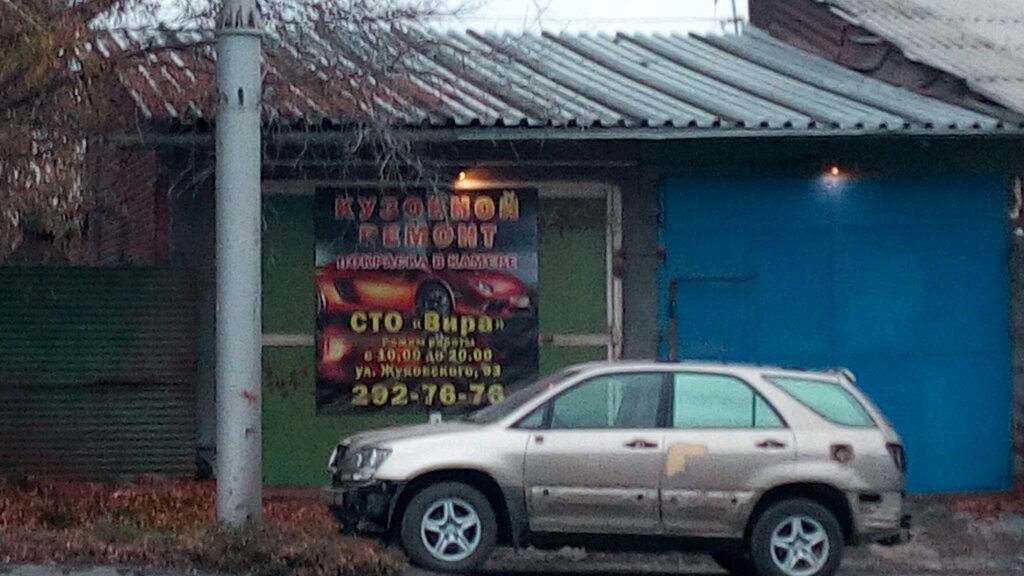 КУЗОВНОЙ
РЕМОНТ
ПОКРАСКА В КАМЕРЕ
СТО «Вира»
Режим работы
с 10.00 до 20.00
ул. Жуковского, 93
292-76-76